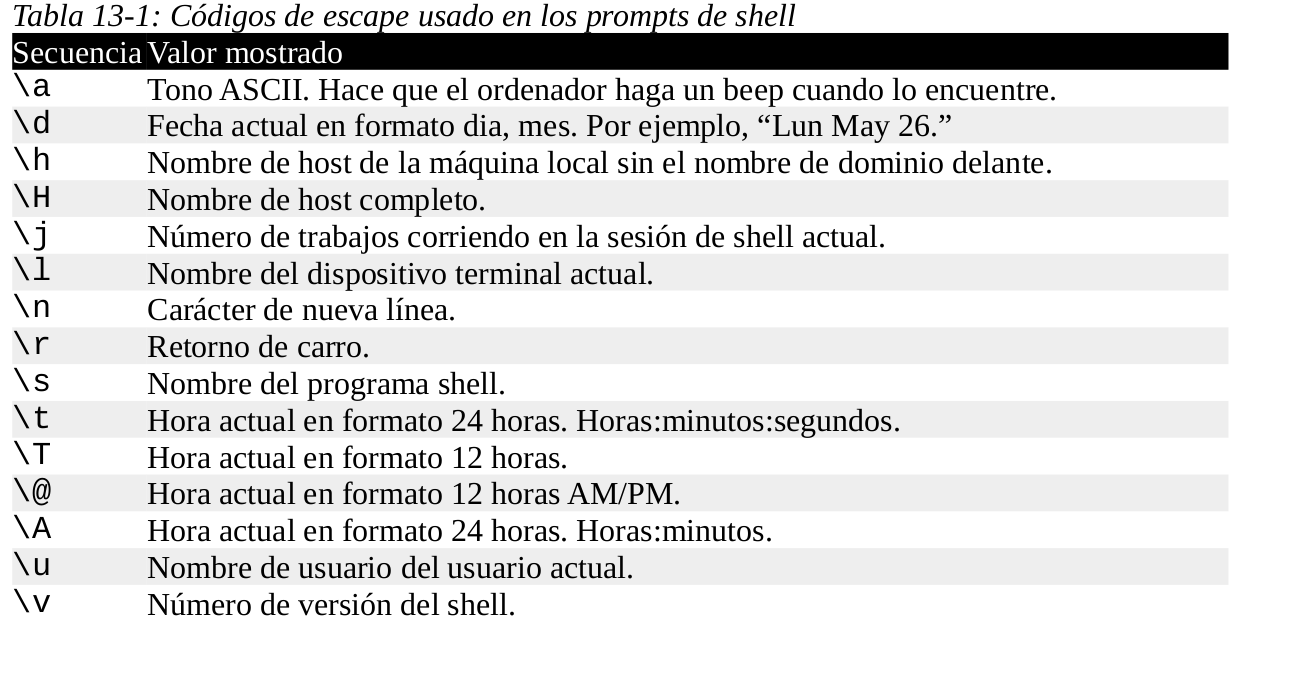 Tabla 13-1: Códigos de escape usado en los prompts de shell
Secuencia Valor mostrado
\a Tono ASCII. Hace que el ordenador haga un beep cuando lo encuentre.
\d Fecha actual en formato dia, mes. Por ejemplo, “Lun May 26.”
\h Nombre de host de la máquina local sin el nombre de dominio delante.
\H Nombre de host completo.
\j Número de trabajos corriendo en la sesión de shell actual.
\l Nombre del dispositivo terminal actual.
\n Carácter de nueva línea.
\r Retorno de carro.
\s Nombre del programa shell.
\t Hora actual en formato 24 horas. Horas:minutos:segundos.
\T Hora actual en formato 12 horas.
\@ Hora actual en formato 12 horas AM/PM.
\A Hora actual en formato 24 horas. Horas:minutos.
\u Nombre de usuario del usuario actual.
\v Número de versión del shell.